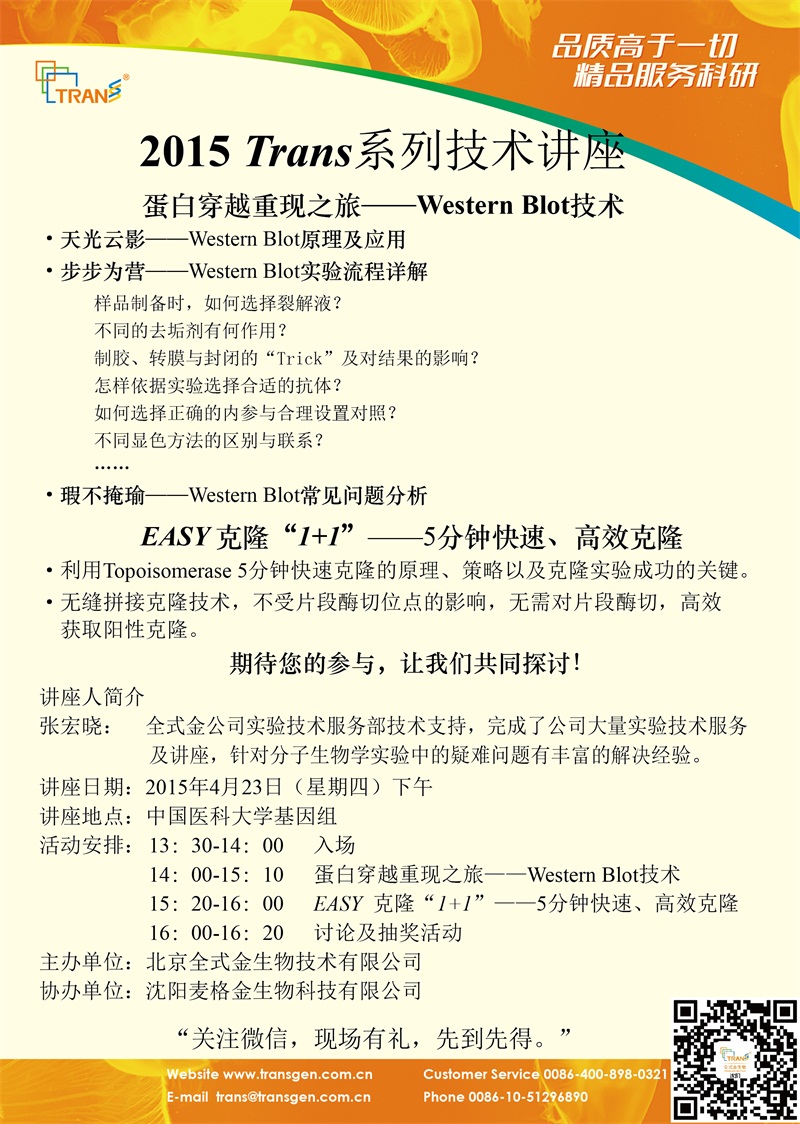 品质高于一切
精品服务科研
TRANS®
2015 Trans系列技术讲座
蛋白穿越重现之旅——Western Blot技术
·天光云影——Western Blot原理及应用
·步步为营——Western Blot实验流程详解
样品制备时，如何选择裂解液？
不同的去垢剂有何作用？
制胶、转膜与封闭的“Trick”及对结果的影响？
怎样依据实验选择合适的抗体？
如何选择正确的内参与合理设置对照？
不同显色方法的区别与联系？
……
·瑕不掩瑜——Western Blot常见问题分析
EASY 克隆“1+1”——5分钟快速、高效克隆
·利用Topoisomerase 5分钟快速克隆的原理、策略以及克隆实验成功的关键。
·无缝拼接克隆技术，不受片段酶切位点的影响，无需对片段酶切，高效
获取阳性克隆。
期待您的参与，让我们共同探讨！
讲座人简介
张宏晓： 全式金公司实验技术服务部技术支持，完成了公司大量实验技术服务
及讲座，针对分子生物学实验中的疑难问题有丰富的解决经验。
讲座日期：2015年4月23日（星期四）下午
讲座地点：中国医科大学基因组
活动安排：13：30-14：00 入场
14：00-15：10 蛋白穿越重现之旅——Western Blot技术
15：20-16：00 EASY 克隆“1+1”——5分钟快速、高效克隆
16：00-16：20 讨论及抽奖活动
主办单位：北京全式金生物技术有限公司
协办单位：沈阳麦格金生物科技有限公司
“关注微信，现场有礼，先到先得。”
Website www.transgen.com.cn Customer Service 0086-400-898-0321
E-mail trans@transgen.com.cn Phone 0086-10-51296890
TRANS